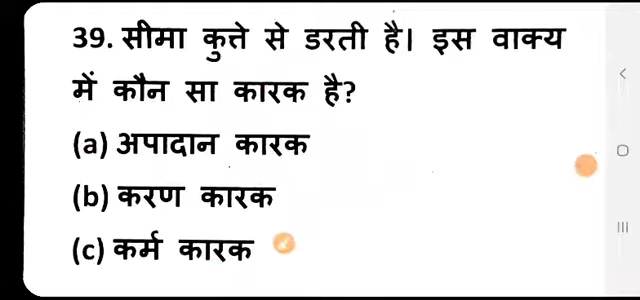 39. सीमा कुत्ते से डरती है। इस वाक्य
में कौन सा कारक है?
(a) अपादान कारक
(b) करण कारक
(c) कर्म कारक